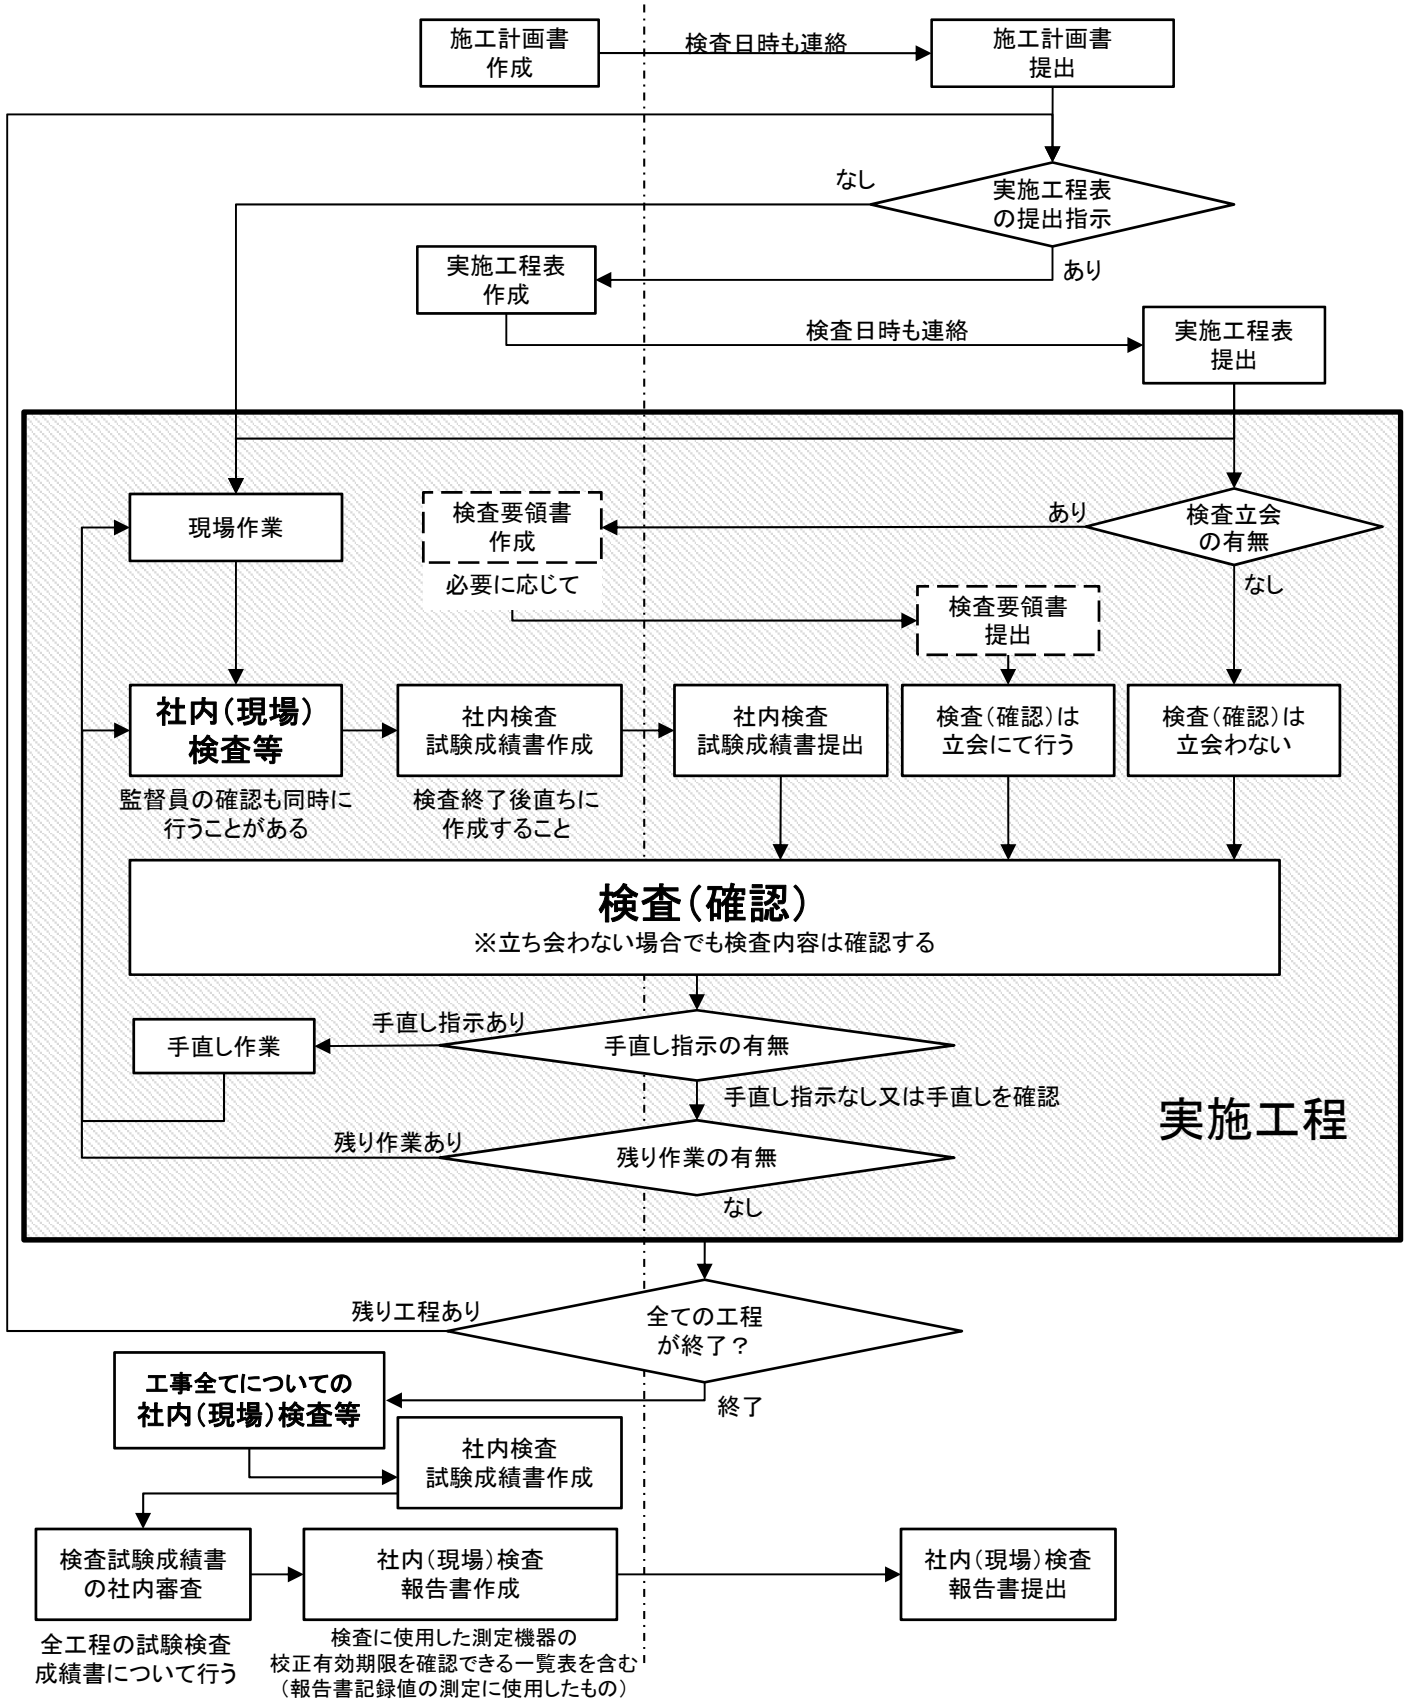 施工計画書
作成
検査日時も連絡
施工計画書
提出
なし
実施工程表
の提出指示
あり
実施工程表
作成
検査日時も連絡
実施工程表
提出
現場作業
検査要領書
作成
必要に応じて
あり
検査立会
の有無
なし
検査要領書
提出
社内(現場)
検査等
監督員の確認も同時に
行うことがある
社内検査
試験成績書作成
検査終了後直ちに
作成すること
社内検査
試験成績書提出
検査(確認)は
立会にて行う
検査(確認)は
立会わない
検査(確認)
※立ち会わない場合でも検査内容は確認する
手直し作業
手直し指示あり
手直し指示の有無
手直し指示なし又は手直しを確認
実施工程
残り作業あり
残り作業の有無
なし
残り工程あり
全ての工程
が終了?
終了
工事全てについての
社内(現場)検査等
社内検査
試験成績書作成
検査試験成績書
の社内審査
全工程の試験検査
成績書について行う
社内(現場)検査
報告書作成
検査に使用した測定機器の
校正有効期限を確認できる一覧表を含む
(報告書記録値の測定に使用したもの)
社内(現場)検査
報告書提出